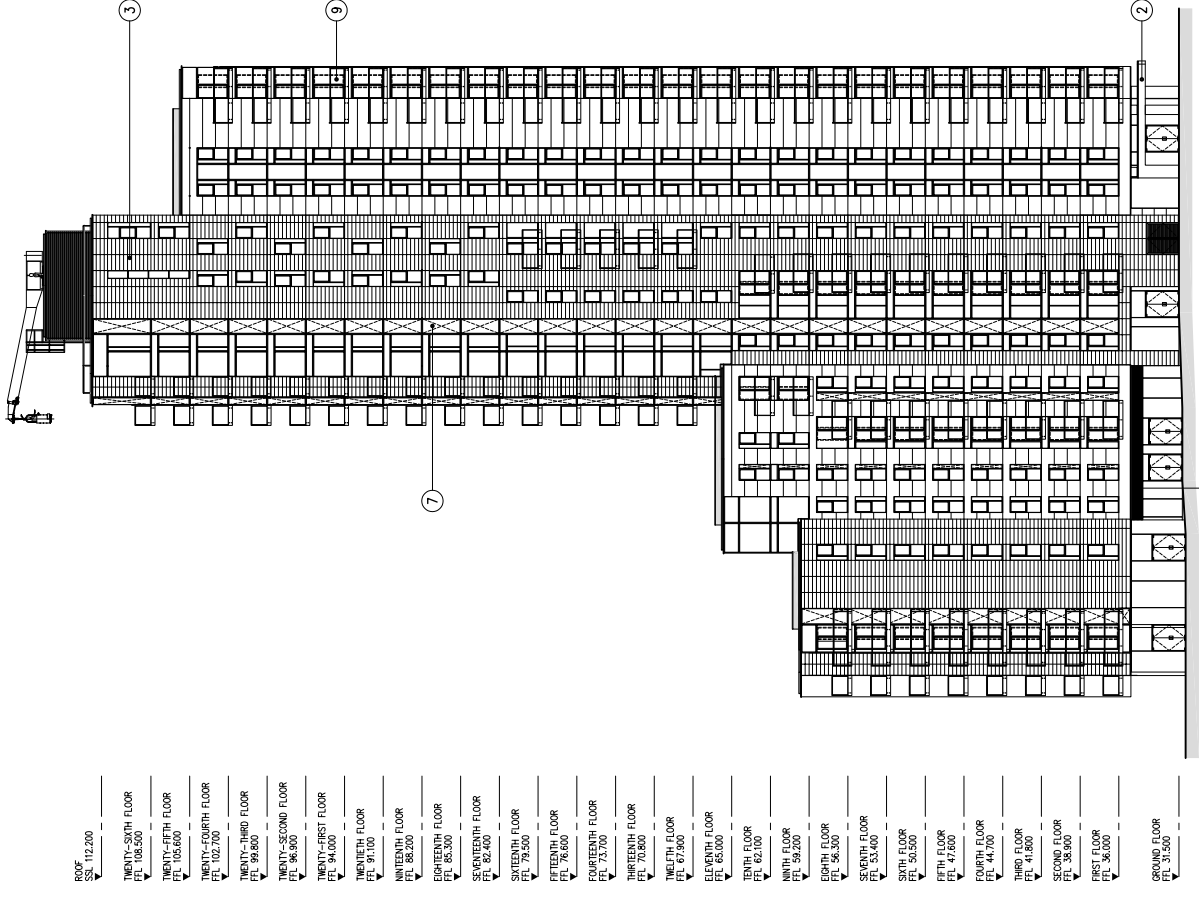 3
9
2
7
ROOF
SSL 112.200
TWENTY-SIXTH FLOOR
FFL 108.500
TWENTY-FIFTH FLOOR
FFL 105.600
TWENTY-FOURTH FLOOR
FFL 102.700
TWENTY-THIRD FLOOR
FFL 99.800
TWENTY-SECOND FLOOR
FFL 96.900
TWENTY-FIRST FLOOR
FFL 94.000
TWENTIETH FLOOR
FFL 91.100
NINTEENTH FLOOR
FFL 88.200
EIGHTEENTH FLOOR
FFL 85.300
SEVENTEENTH FLOOR
FFL 82.400
SIXTEENTH FLOOR
FFL 79.500
FIFTEENTH FLOOR
FFL 76.600
FOURTEENTH FLOOR
FFL 73.700
THIRTEENTH FLOOR
FFL 70.800
TWELFTH FLOOR
FFL 67.900
ELEVENTH FLOOR
FFL 65.000
TENTH FLOOR
FFL 62.100
NINTH FLOOR
FFL 59.200
EIGHTH FLOOR
FFL 56.300
SEVENTH FLOOR
FFL 53.400
SIXTH FLOOR
FFL 50.500
FIFTH FLOOR
FFL 47.600
FOURTH FLOOR
FFL 44.700
THIRD FLOOR
FFL 41.800
SECOND FLOOR
FFL 38.900
FIRST FLOOR
FFL 36.000
GROUND FLOOR
FFL 31.500